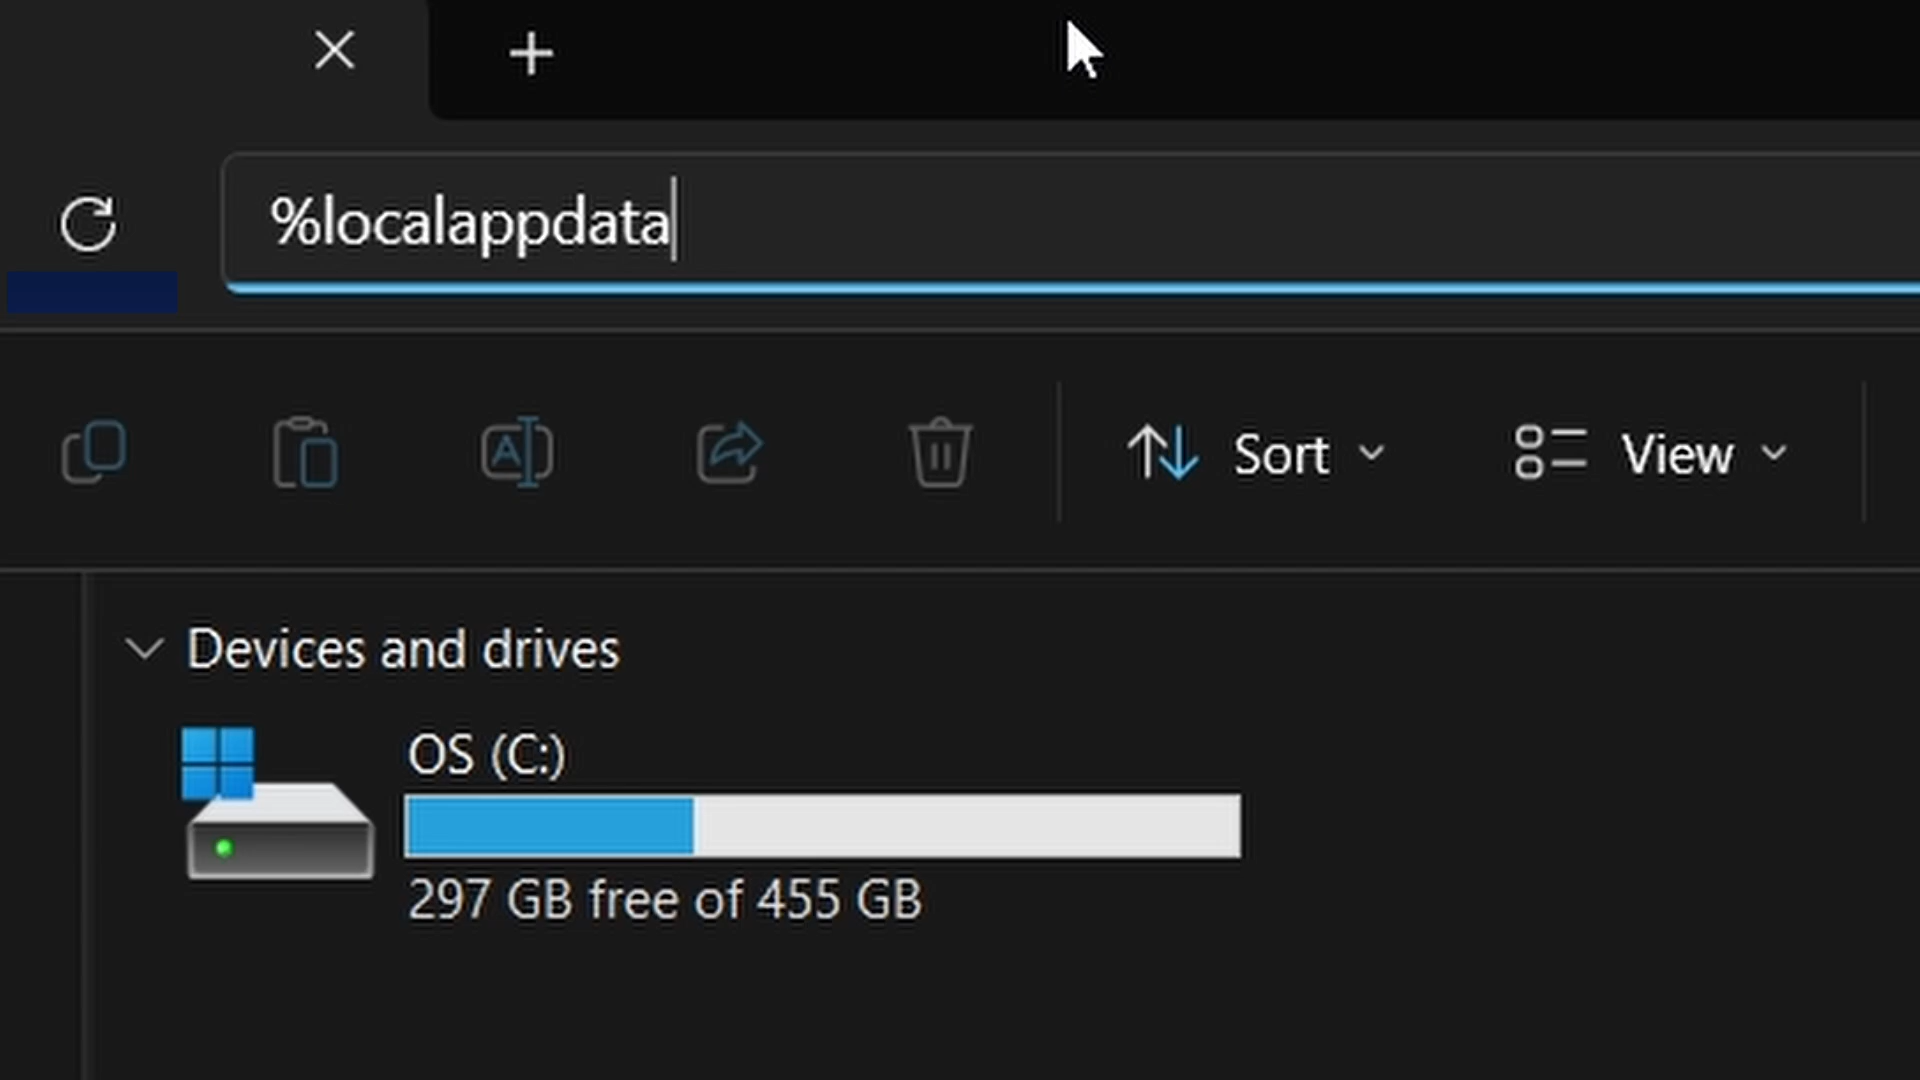 %localappdata
Sort
View
Devices and drives
OS (C:)
297 GB free of 455 GB